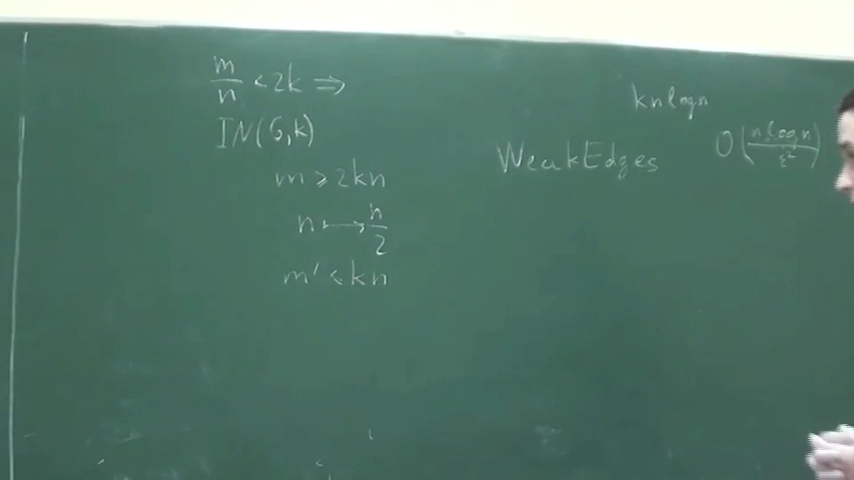 m/n < 2k ⇒
IN(G,k)
m ⩾ 2kn
n ↦ n/2
m' ⩽ kn
kn log n
WeakEdges
O(n log n / ε²)